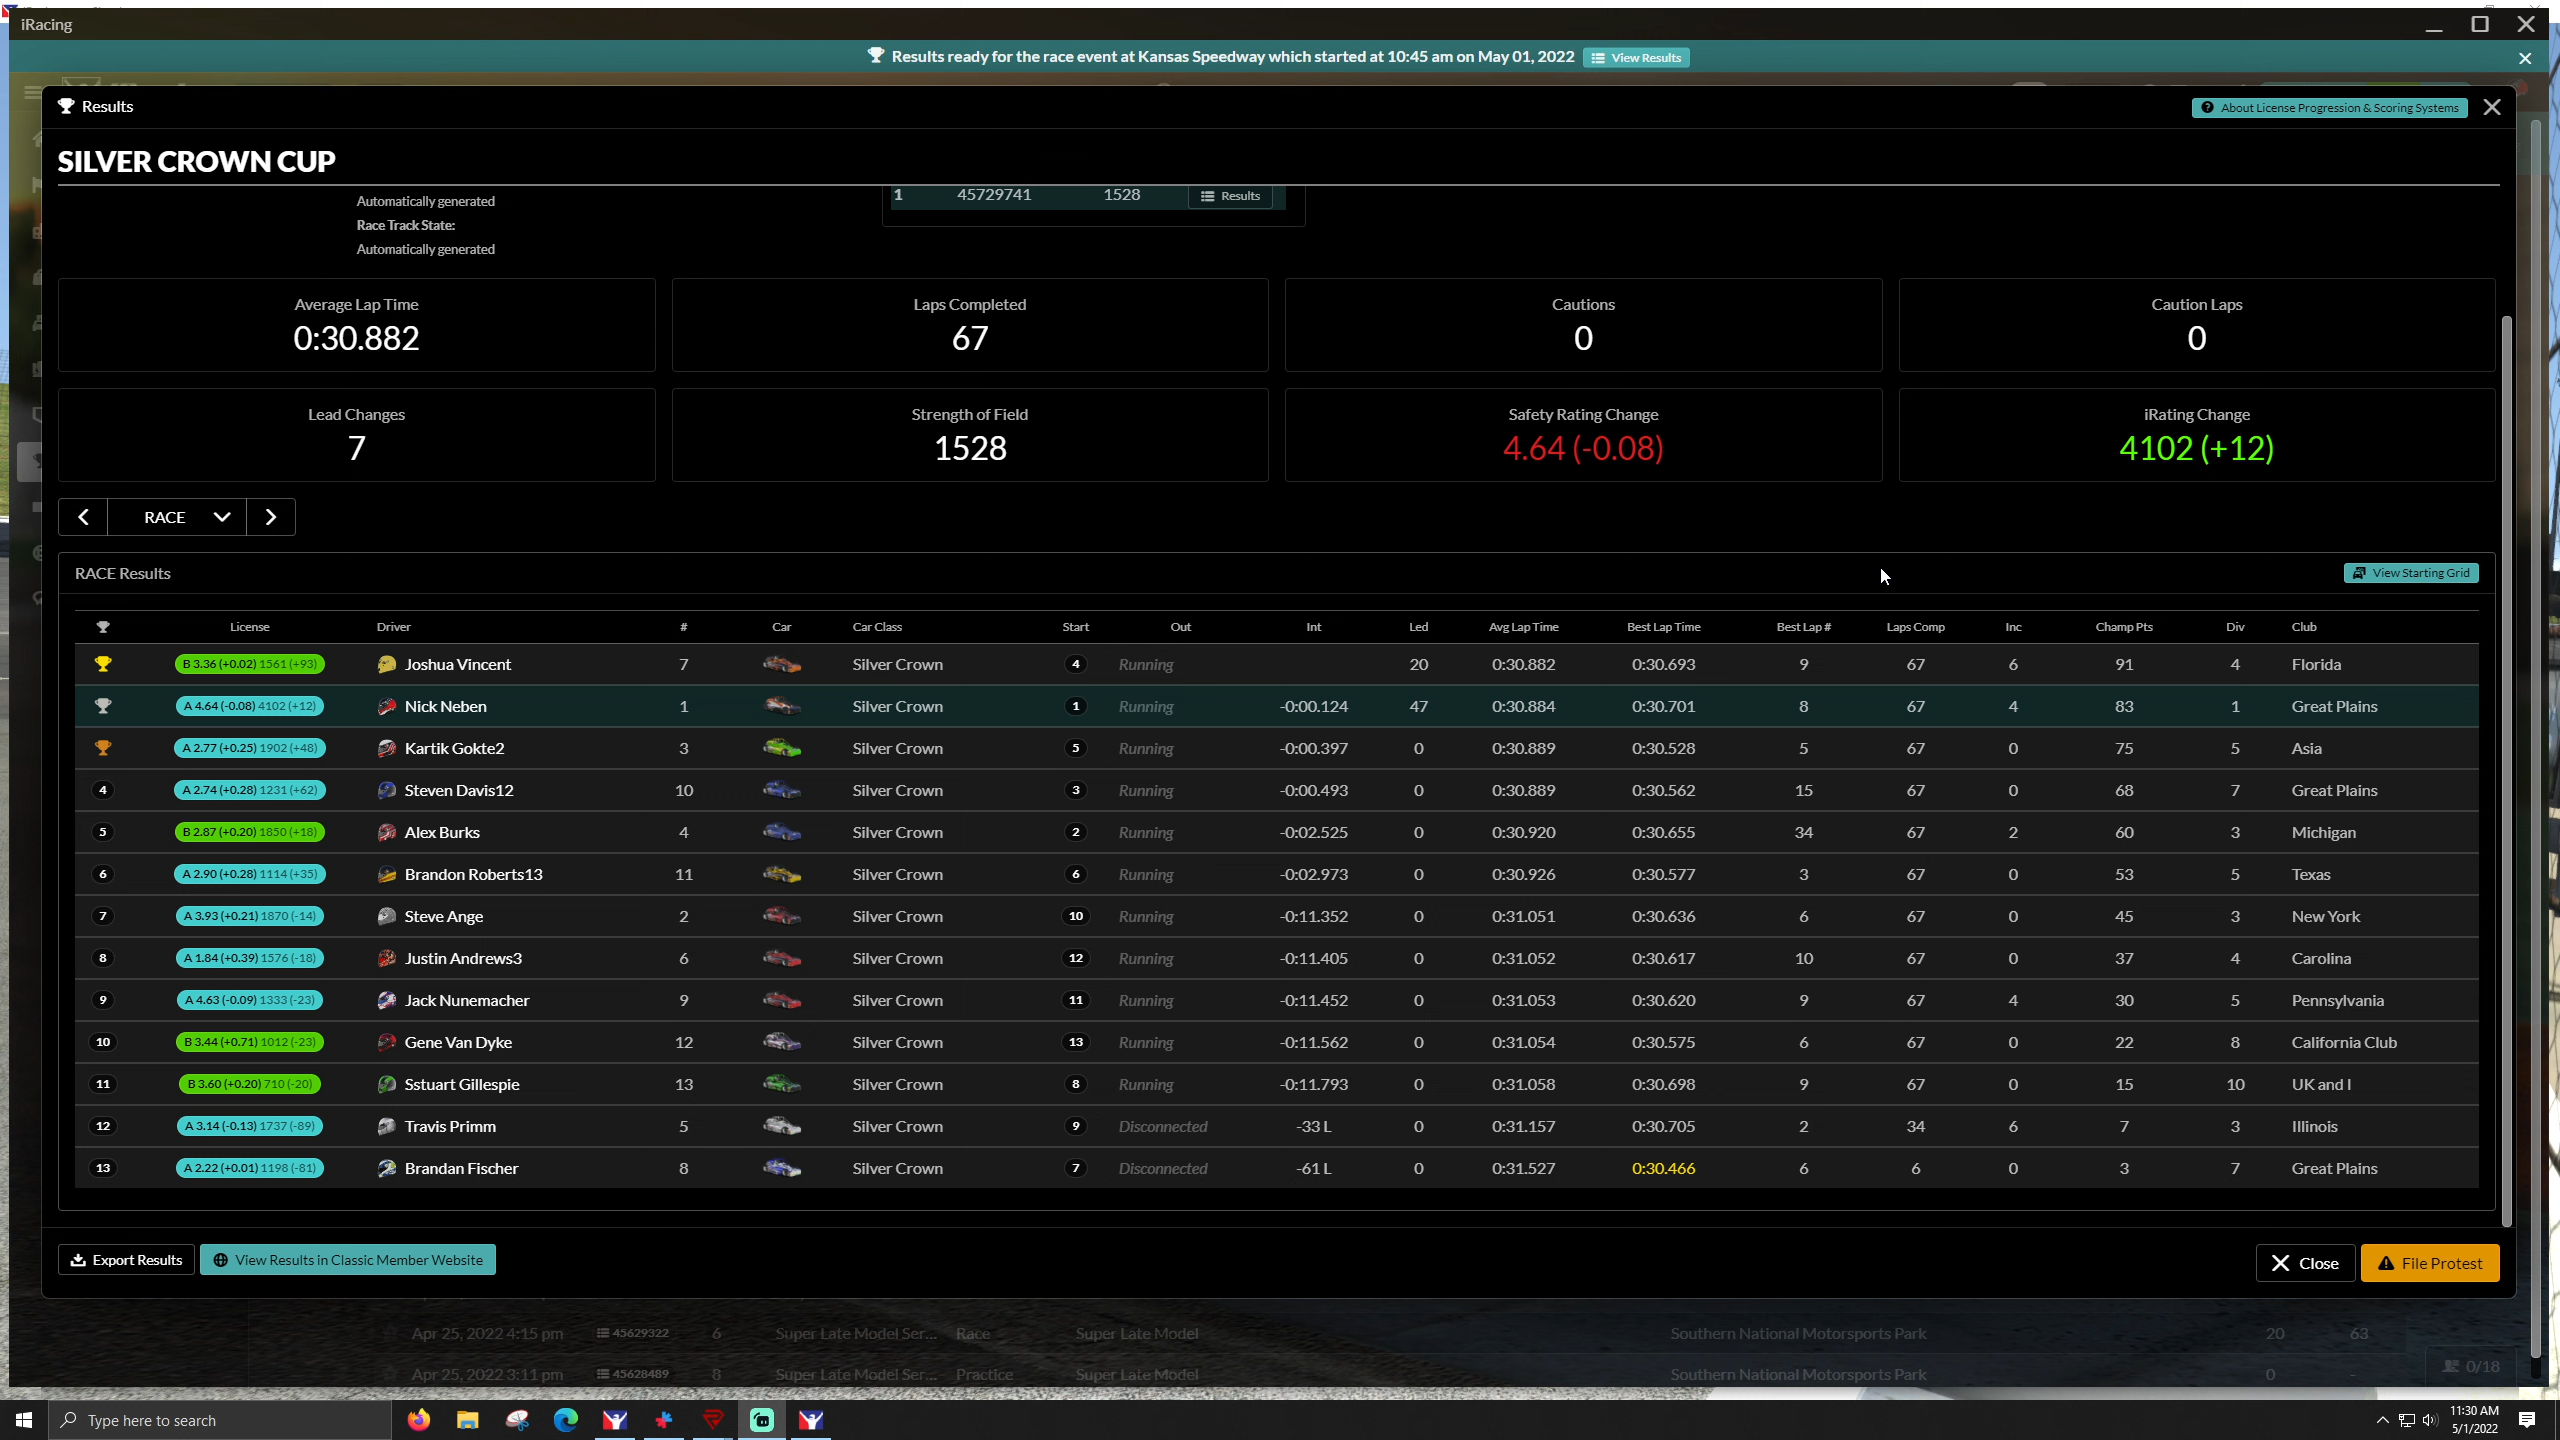 iRacing
Results ready for the race event at Kansas Speedway which started at 10:45 am on May 01, 2022 View Results
Results About License Progression & Scoring Systems
SILVER CROWN CUP
Automatically generated 1 45729741 1528 Results
Race Track State:
Automatically generated
Average Lap Time Laps Completed Cautions Caution Laps
0:30.882 67 0 0
Lead Changes Strength of Field Safety Rating Change iRating Change
7 1528 4.64 (-0.08) 4102 (+12)
RACE
RACE Results View Starting Grid
License Driver # Car Car Class Start Out Int Led Avg Lap Time Best Lap Time Best Lap # Laps Comp Inc Champ Pts Div Club
B 3.36 (+0.02) 1561 (+93) Joshua Vincent 7 Silver Crown 4 Running 20 0:30.882 0:30.693 9 67 6 91 4 Florida
A 4.64 (-0.08) 4102 (+12) Nick Neben 1 Silver Crown 1 Running -0:00.124 47 0:30.884 0:30.701 8 67 4 83 1 Great Plains
A 2.77 (+0.25) 1902 (+48) Kartik Gokte2 3 Silver Crown 5 Running -0:00.397 0 0:30.889 0:30.528 5 67 0 75 5 Asia
4 A 2.74 (+0.28) 1231 (+62) Steven Davis12 10 Silver Crown 3 Running -0:00.493 0 0:30.889 0:30.562 15 67 0 68 7 Great Plains
5 B 2.87 (+0.20) 1850 (+18) Alex Burks 4 Silver Crown 2 Running -0:02.525 0 0:30.920 0:30.655 34 67 2 60 3 Michigan
6 A 2.90 (+0.28) 1114 (+35) Brandon Roberts13 11 Silver Crown 6 Running -0:02.973 0 0:30.926 0:30.577 3 67 0 53 5 Texas
7 A 3.93 (+0.21) 1870 (-14) Steve Ange 2 Silver Crown 10 Running -0:11.352 0 0:31.051 0:30.636 6 67 0 45 3 New York
8 A 1.84 (+0.39) 1576 (-18) Justin Andrews3 6 Silver Crown 12 Running -0:11.405 0 0:31.052 0:30.617 10 67 0 37 4 Carolina
9 A 4.63 (-0.09) 1333 (-23) Jack Nunemacher 9 Silver Crown 11 Running -0:11.452 0 0:31.053 0:30.620 9 67 4 30 5 Pennsylvania
10 B 3.44 (+0.71) 1012 (-23) Gene Van Dyke 12 Silver Crown 13 Running -0:11.562 0 0:31.054 0:30.575 6 67 0 22 8 California Club
11 B 3.60 (+0.20) 710 (-20) Sstuart Gillespie 13 Silver Crown 8 Running -0:11.793 0 0:31.058 0:30.698 9 67 0 15 10 UK and I
12 A 3.14 (-0.13) 1737 (-89) Travis Primm 5 Silver Crown 9 Disconnected -33 L 0 0:31.157 0:30.705 2 34 6 7 3 Illinois
13 A 2.22 (+0.01) 1198 (-81) Brandan Fischer 8 Silver Crown 7 Disconnected -61 L 0 0:31.527 0:30.466 6 6 0 3 7 Great Plains
Export Results View Results in Classic Member Website Close File Protest
Apr 25, 2022 4:15 pm 45629322 6 Super Late Model Ser... Race Super Late Model Southern National Motorsports Park 20 63
Apr 25, 2022 3:11 pm 45628489 8 Super Late Model Ser... Practice Super Late Model Southern National Motorsports Park 0 -
0/18
Type here to search 11:30 AM
5/1/2022